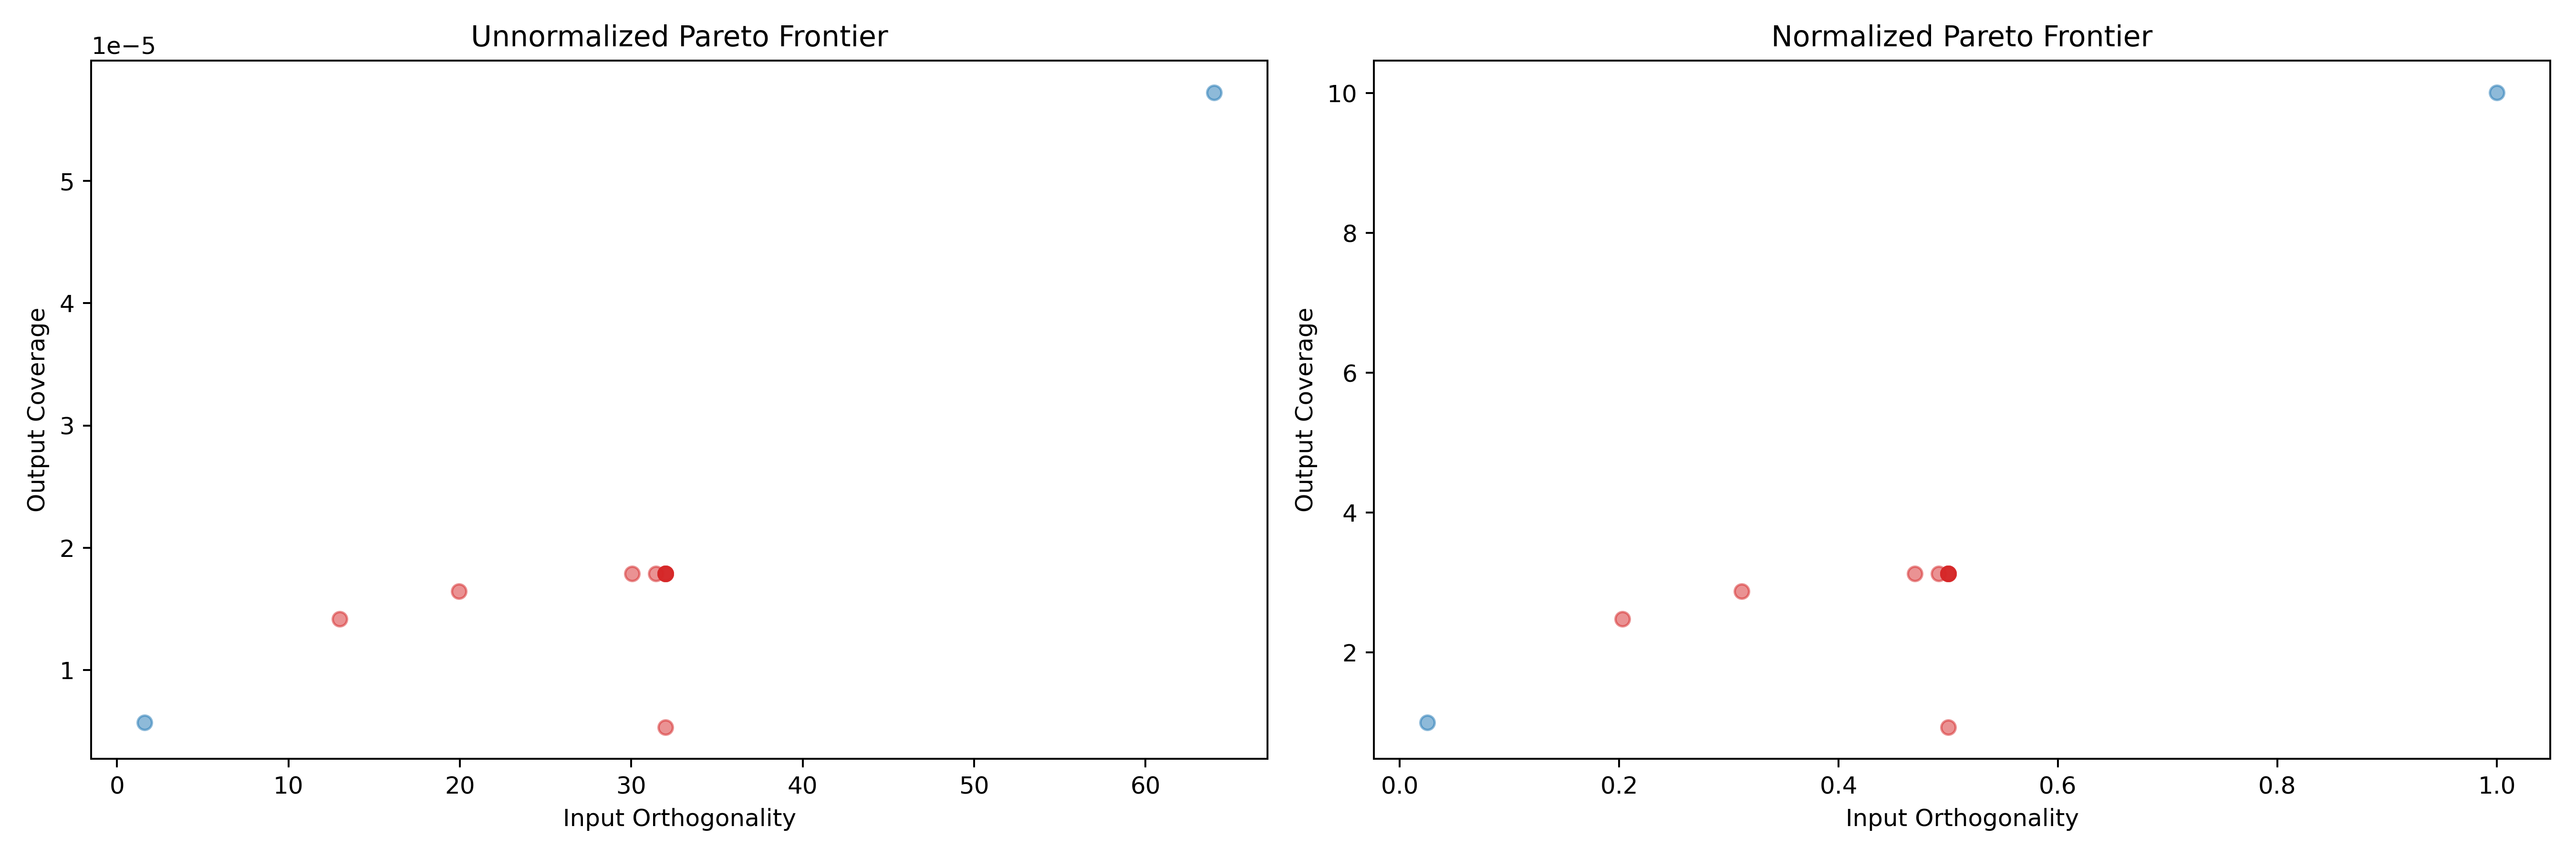 Unnormalized Pareto Frontier
1e−5
5
4
3
2
1
Output Coverage
0 10 20 30 40 50 60
Input Orthogonality
Normalized Pareto Frontier
10
8
6
4
2
Output Coverage
0.0 0.2 0.4 0.6 0.8 1.0
Input Orthogonality